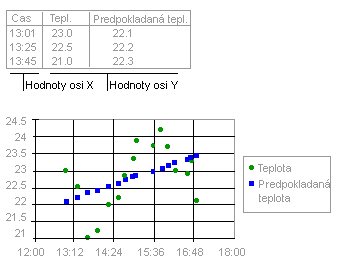 Čas Tepl. Predpokladaná tepl.
13:01 23.0 22.1
13:25 22.5 22.2
13:45 21.0 22.3
Hodnoty osi X Hodnoty osi Y
24.5
24
23.5
23
22.5
22
21.5
21
12:00 13:12 14:24 15:36 16:48 18:00
Teplota
Predpokladaná
teplota